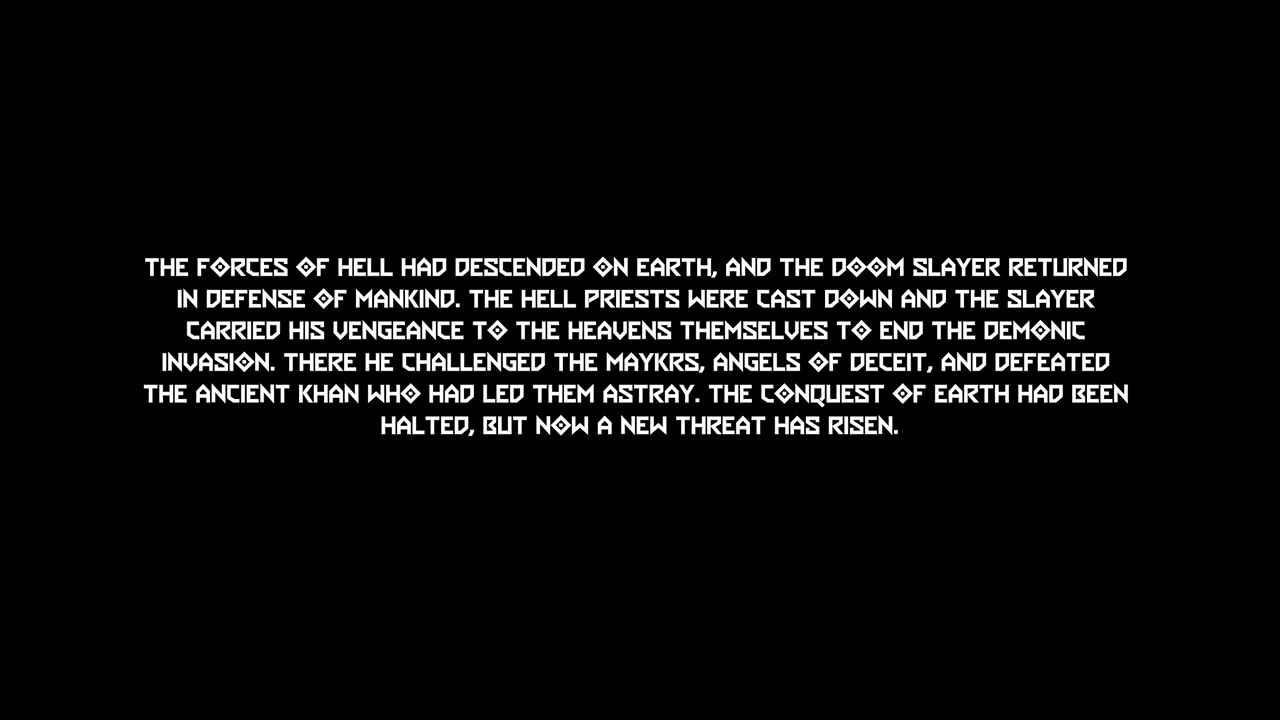 THE FORCES OF HELL HAD DESCENDED ON EARTH, AND THE DOOM SLAYER RETURNED
IN DEFENSE OF MANKIND. THE HELL PRIESTS WERE CAST DOWN AND THE SLAYER
CARRIED HIS VENGEANCE TO THE HEAVENS THEMSELVES TO END THE DEMONIC
INVASION. THERE HE CHALLENGED THE MAYKRS, ANGELS OF DECEIT, AND DEFEATED
THE ANCIENT KHAN WHO HAD LED THEM ASTRAY. THE CONQUEST OF EARTH HAD BEEN
HALTED, BUT NOW A NEW THREAT HAS RISEN.